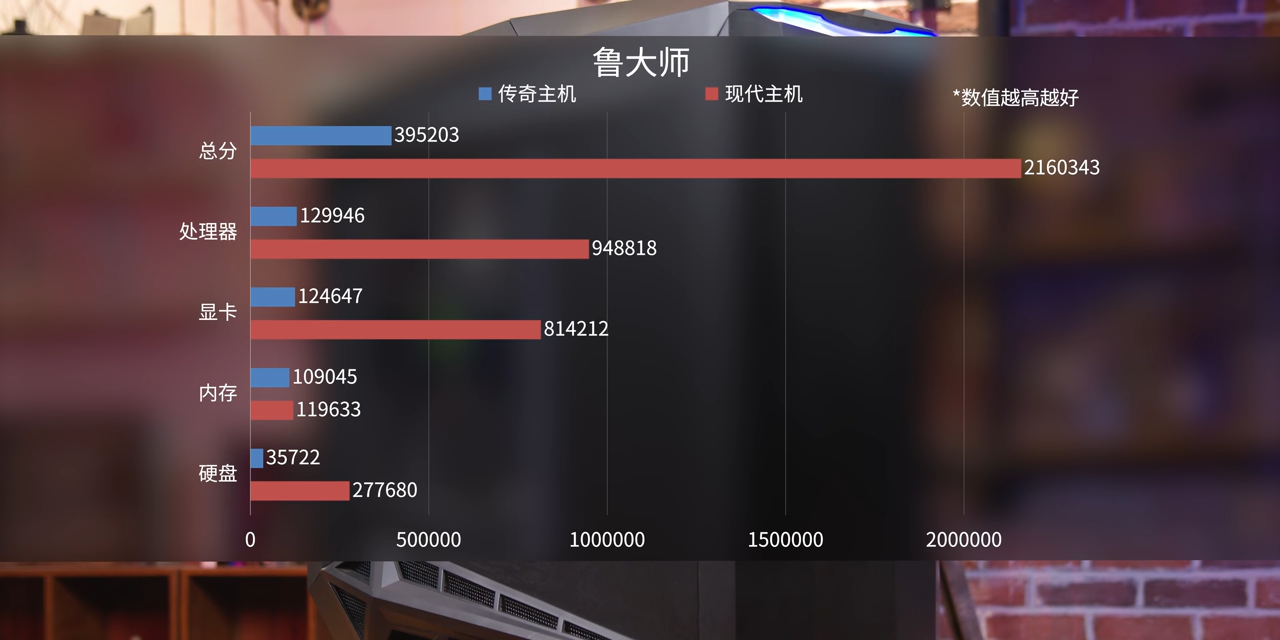 鲁大师
传奇主机 现代主机 *数值越高越好
总分 395203
2160343
处理器 129946
948818
显卡 124647
814212
内存 109045
119633
硬盘 35722
277680
0 500000 1000000 1500000 2000000